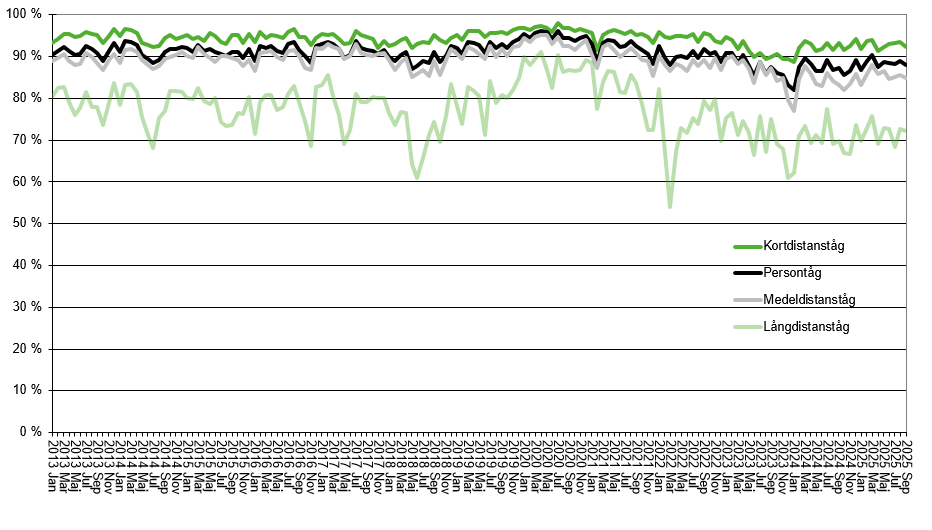 100 %
90 %
80 %
70 %
60 %
50 %
40 %
30 %
20 %
10 %
0 %
Kortdistanståg
Persontåg
Medeldistanståg
Långdistanståg
2013 Jan
2013 Mar
2013 Maj
2013 Jul
2013 Sep
2013 Nov
2014 Jan
2014 Mar
2014 Maj
2014 Jul
2014 Sep
2014 Nov
2015 Jan
2015 Mar
2015 Maj
2015 Jul
2015 Sep
2015 Nov
2016 Jan
2016 Mar
2016 Maj
2016 Jul
2016 Sep
2016 Nov
2017 Jan
2017 Mar
2017 Maj
2017 Jul
2017 Sep
2017 Nov
2018 Jan
2018 Mar
2018 Maj
2018 Jul
2018 Sep
2018 Nov
2019 Jan
2019 Mar
2019 Maj
2019 Jul
2019 Sep
2019 Nov
2020 Jan
2020 Mar
2020 Maj
2020 Jul
2020 Sep
2020 Nov
2021 Jan
2021 Mar
2021 Maj
2021 Jul
2021 Sep
2021 Nov
2022 Jan
2022 Mar
2022 Maj
2022 Jul
2022 Sep
2022 Nov
2023 Jan
2023 Mar
2023 Maj
2023 Jul
2023 Sep
2023 Nov
2024 Jan
2024 Mar
2024 Maj
2024 Jul
2024 Sep
2024 Nov
2025 Jan
2025 Mar
2025 Maj
2025 Jul
2025 Sep